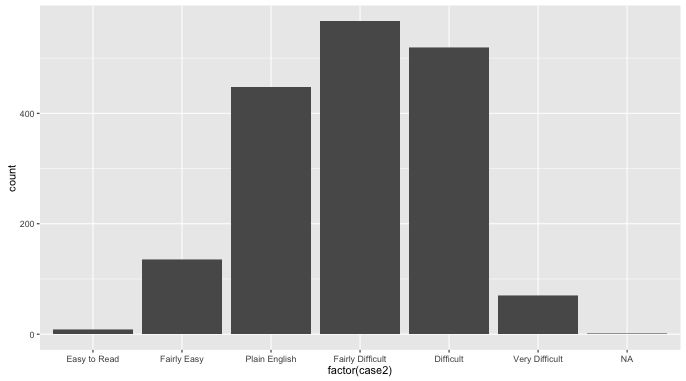 400
200
0
count
Easy to Read Fairly Easy Plain English Fairly Difficult Difficult Very Difficult NA
factor(case2)